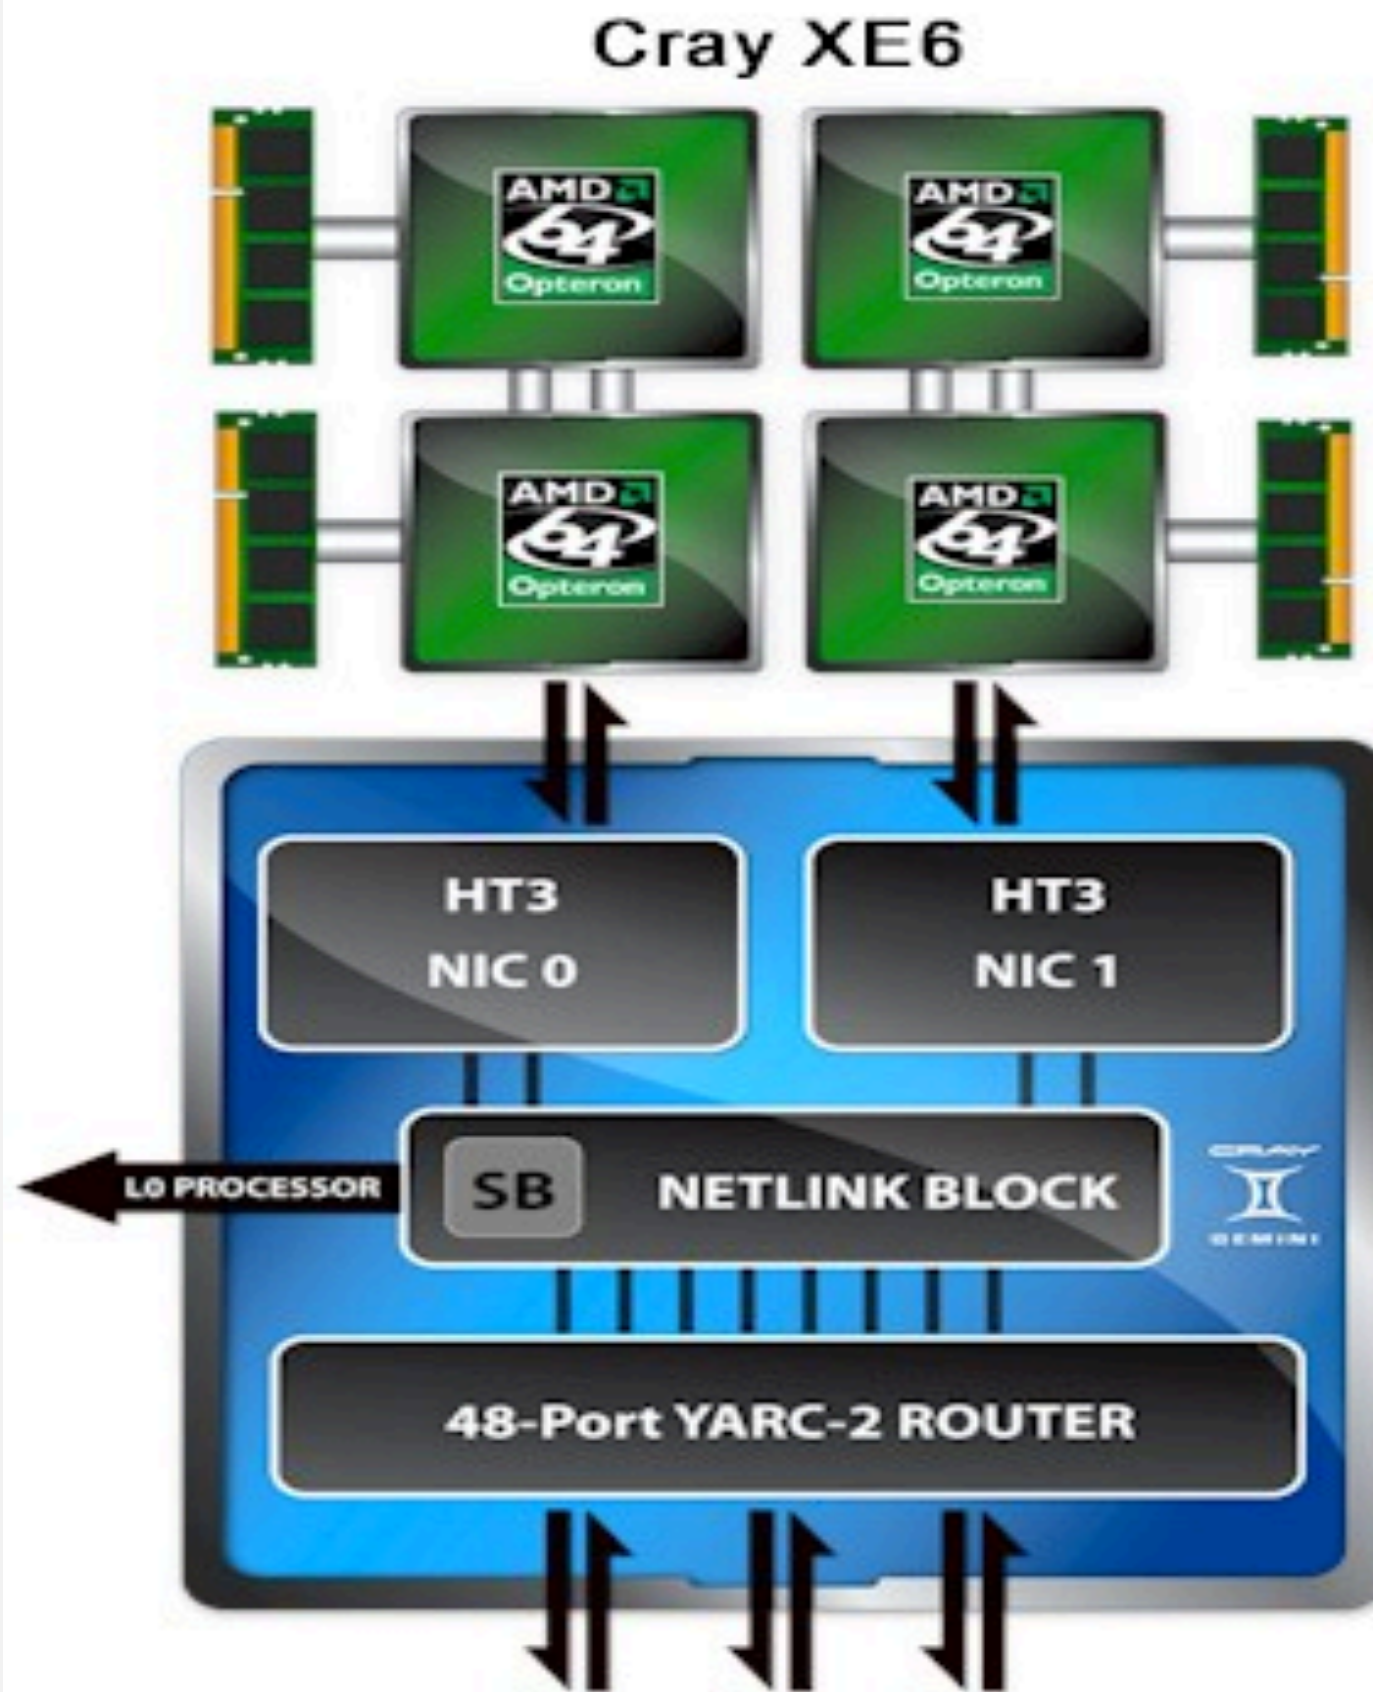 Cray XE6
AMD
64
Opteron
AMD
64
Opteron
AMD
64
Opteron
AMD
64
Opteron
HT3
NIC 0
HT3
NIC 1
L0 PROCESSOR
SB
NETLINK BLOCK
CRAY
GEMINI
48-Port YARC-2 ROUTER